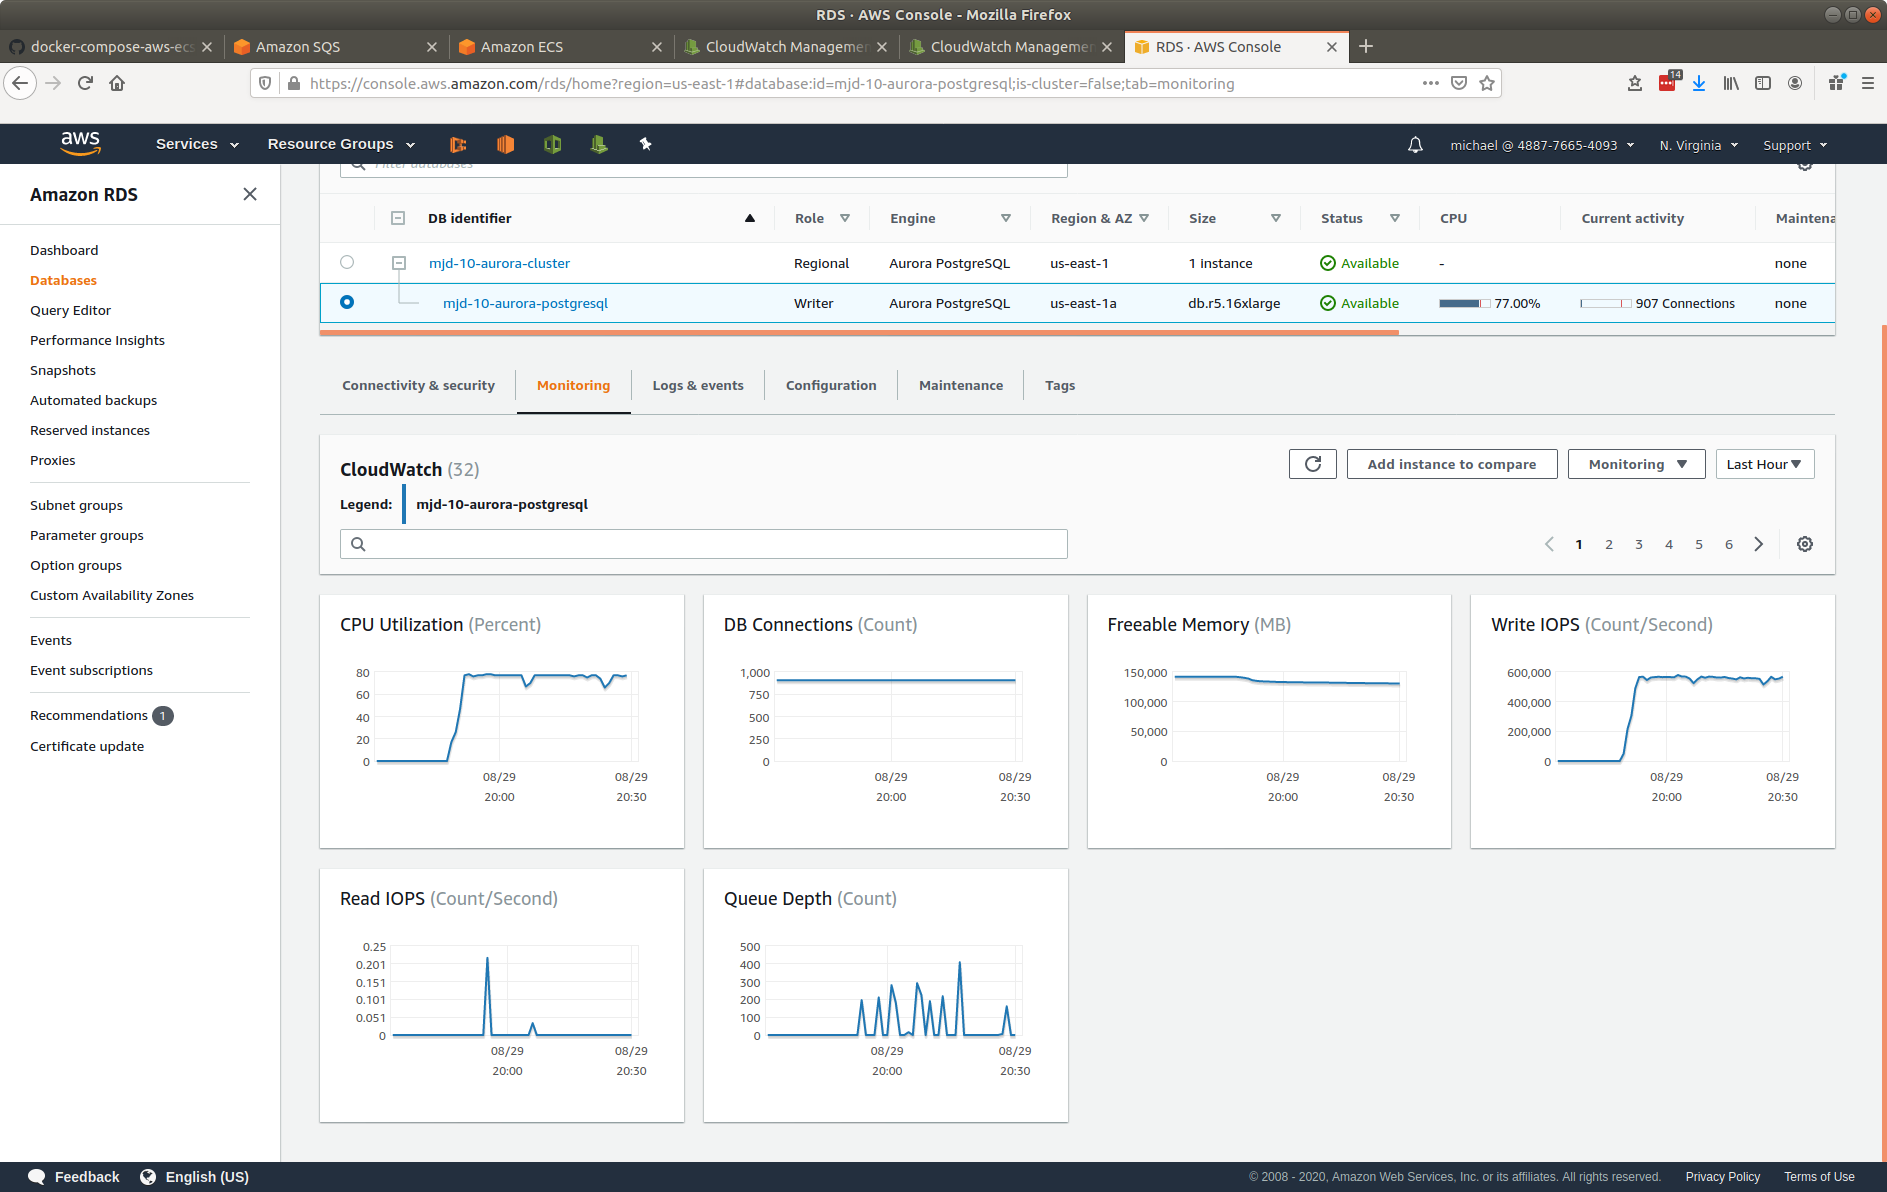 RDS · AWS Console - Mozilla Firefox
docker-compose-aws-ecs
Amazon SQS
Amazon ECS
CloudWatch Managemen
CloudWatch Managemen
RDS · AWS Console
https://console.aws.amazon.com/rds/home?region=us-east-1#database:id=mjd-10-aurora-postgresql;is-cluster=false;tab=monitoring
14
aws
Services
Resource Groups
michael @ 4887-7665-4093
N. Virginia
Support
Amazon RDS
Dashboard
Databases
Query Editor
Performance Insights
Snapshots
Automated backups
Reserved instances
Proxies
Subnet groups
Parameter groups
Option groups
Custom Availability Zones
Events
Event subscriptions
Recommendations 1
Certificate update
Filter databases
DB identifier Role Engine Region & AZ Size Status CPU Current activity Maintena
mjd-10-aurora-cluster Regional Aurora PostgreSQL us-east-1 1 instance Available - none
mjd-10-aurora-postgresql Writer Aurora PostgreSQL us-east-1a db.r5.16xlarge Available 77.00% 907 Connections none
Connectivity & security Monitoring Logs & events Configuration Maintenance Tags
CloudWatch (32)
Add instance to compare
Monitoring
Last Hour
Legend: mjd-10-aurora-postgresql
1 2 3 4 5 6
CPU Utilization (Percent)
80
60
40
20
0
08/29 08/29
20:00 20:30
DB Connections (Count)
1,000
750
500
250
0
08/29 08/29
20:00 20:30
Freeable Memory (MB)
150,000
100,000
50,000
0
08/29 08/29
20:00 20:30
Write IOPS (Count/Second)
600,000
400,000
200,000
0
08/29 08/29
20:00 20:30
Read IOPS (Count/Second)
0.25
0.201
0.151
0.101
0.051
0
08/29 08/29
20:00 20:30
Queue Depth (Count)
500
400
300
200
100
0
08/29 08/29
20:00 20:30
Feedback
English (US)
© 2008 - 2020, Amazon Web Services, Inc. or its affiliates. All rights reserved.
Privacy Policy
Terms of Use